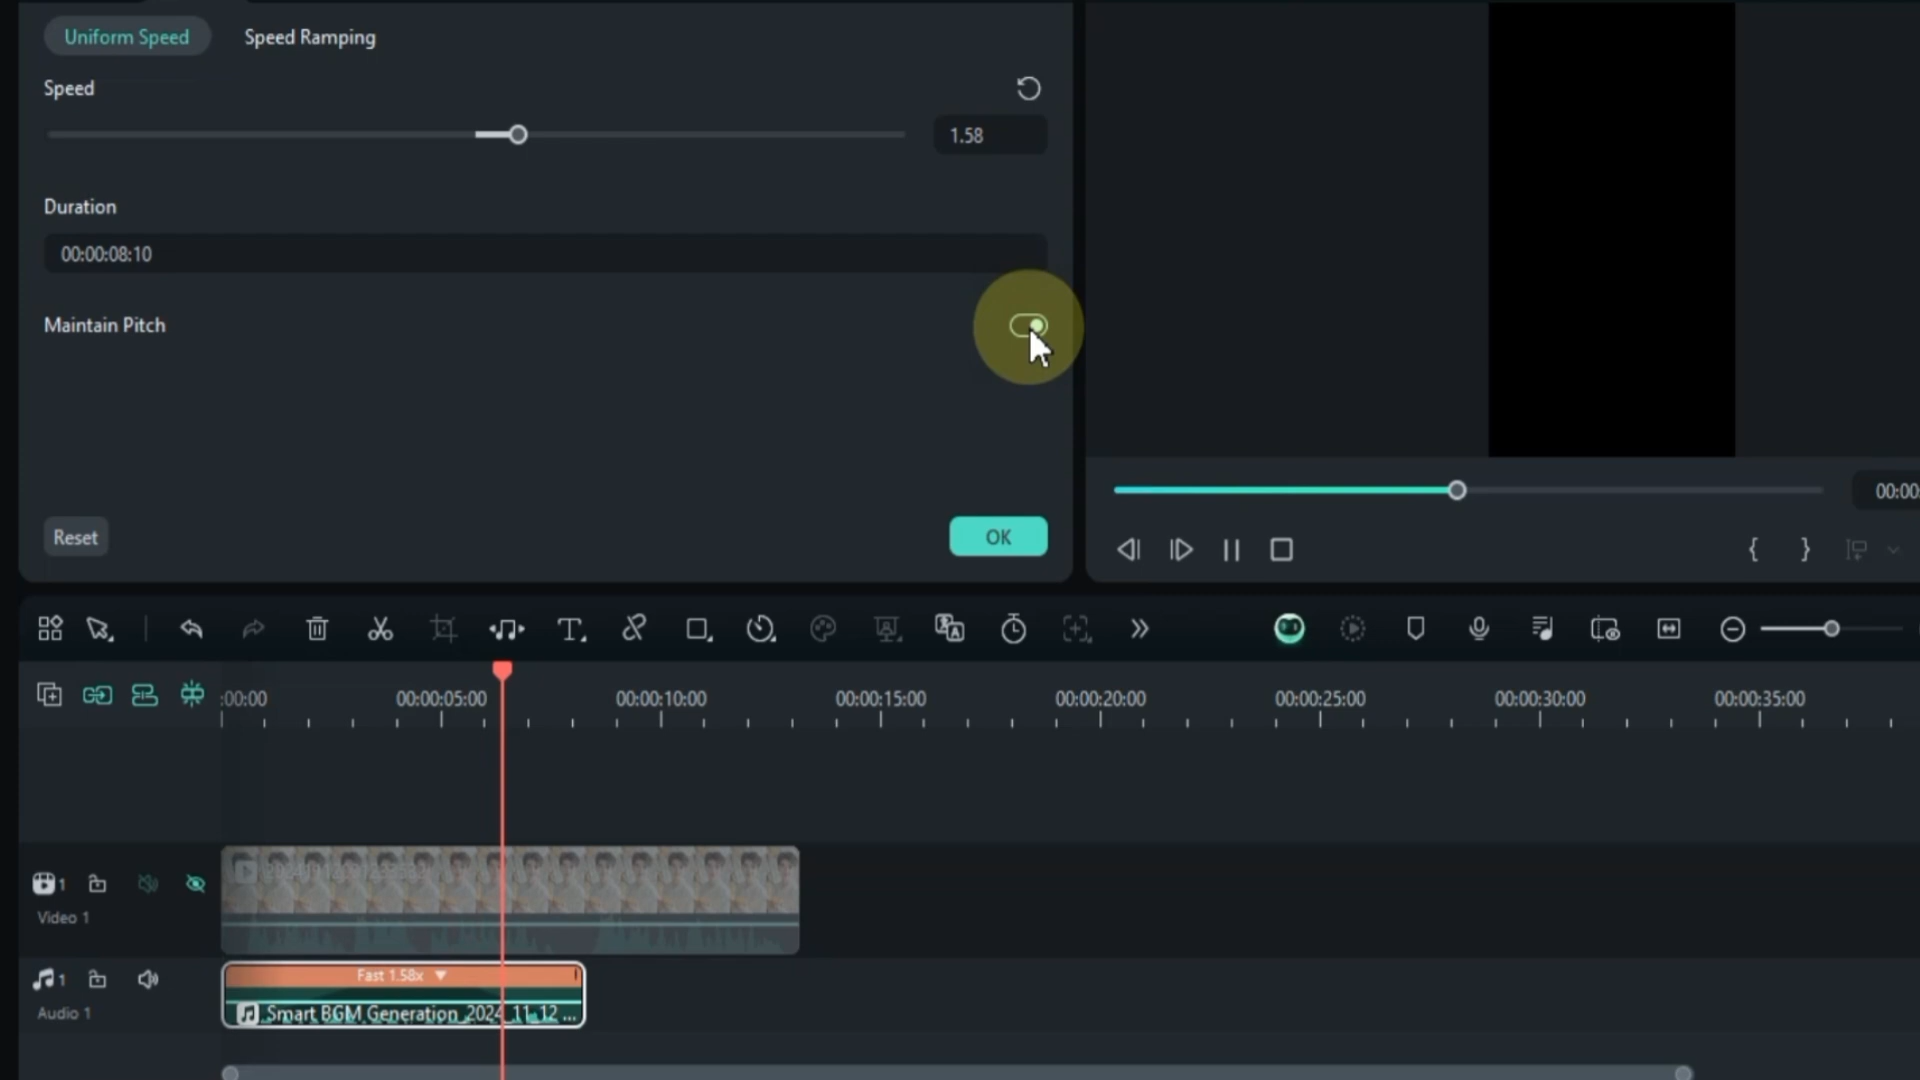 Uniform Speed
Speed Ramping
Speed
1.58
Duration
00:00:08:10
Maintain Pitch
Reset
OK
00:00:
:00:00
00:00:05:00
00:00:10:00
00:00:15:00
00:00:20:00
00:00:25:00
00:00:30:00
00:00:35:00
1
Video 1
Fast 1.58x
1
Smart BGM Generation_2024_11_12 ...
Audio 1